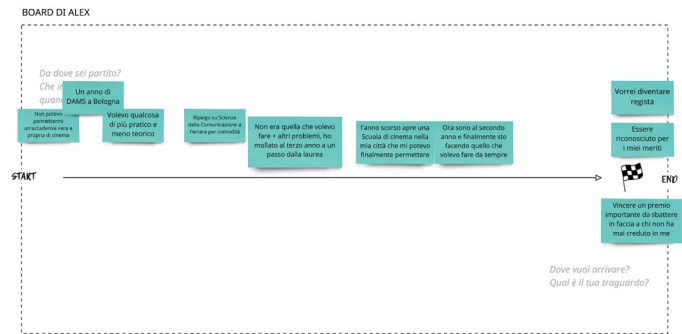 BOARD DI ALEX
Da dove sei partito?
Che in
quan
Un anno di
DAMS a Bologna
Non potevo
permettermi
un'accademia vera e
propria di cinema
Volevo qualcosa
di più pratico e
meno teorico
Ripiego su Scienze
della Comunicazione a
Ferrara per comodità
Non era quella che volevo
fare + altri problemi, ho
mollato al terzo anno a un
passo dalla laurea
l'anno scorso apre una
Scuola di cinema nella
mia città che mi potevo
finalmente permettere
Ora sono al secondo
anno e finalmente sto
facendo quello che
volevo fare da sempre
Vorrei diventare
regista
Essere
riconosciuto per
i miei meriti
START
END
Vincere un premio
importante da sbattere
in faccia a chi non ha
mai creduto in me
Dove vuoi arrivare?
Qual è il tuo traguardo?